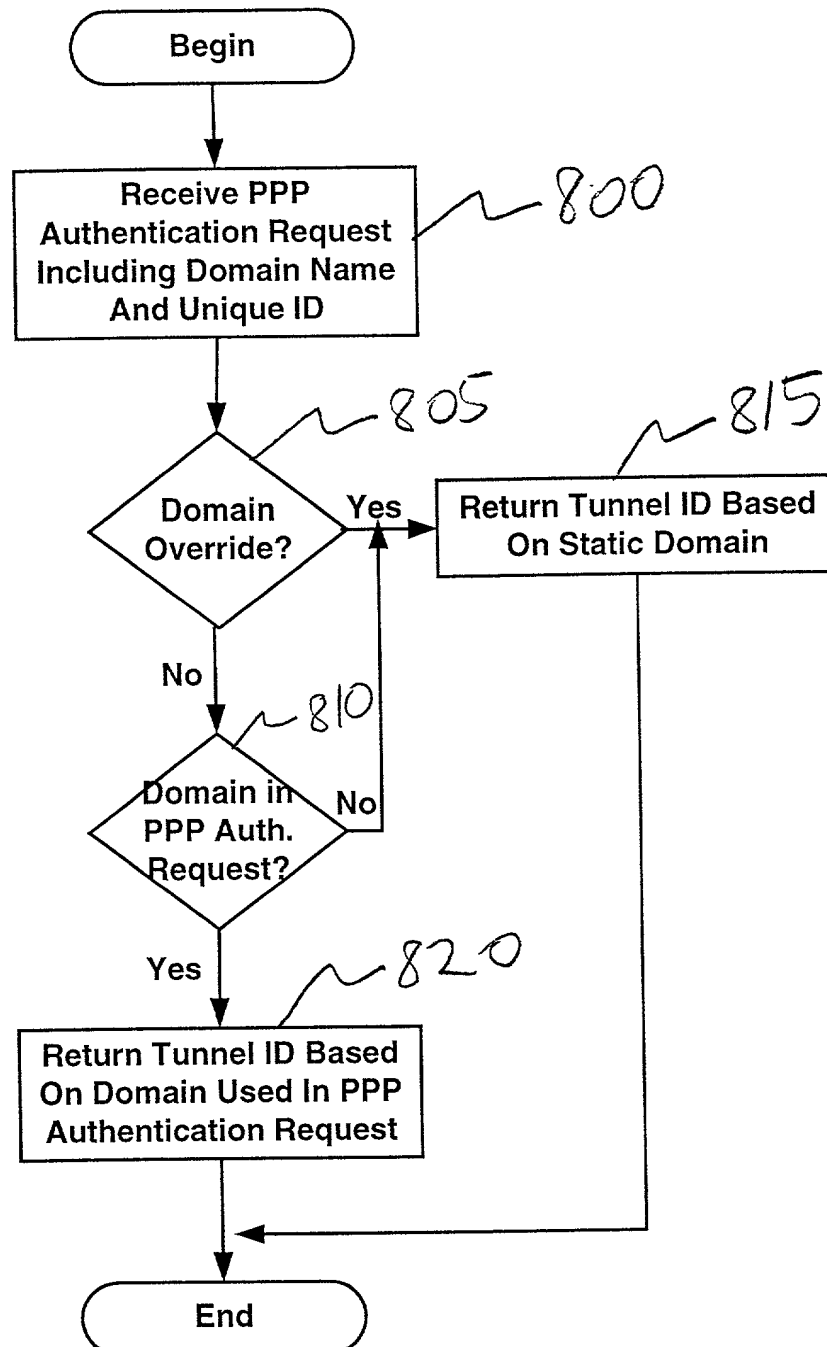 Begin
Receive PPP
Authentication Request
Including Domain Name
And Unique ID
800
805
815
Domain
Override?
Yes
Return Tunnel ID Based
On Static Domain
No
810
Domain in
PPP Auth.
Request?
No
Yes
820
Return Tunnel ID Based
On Domain Used In PPP
Authentication Request
End